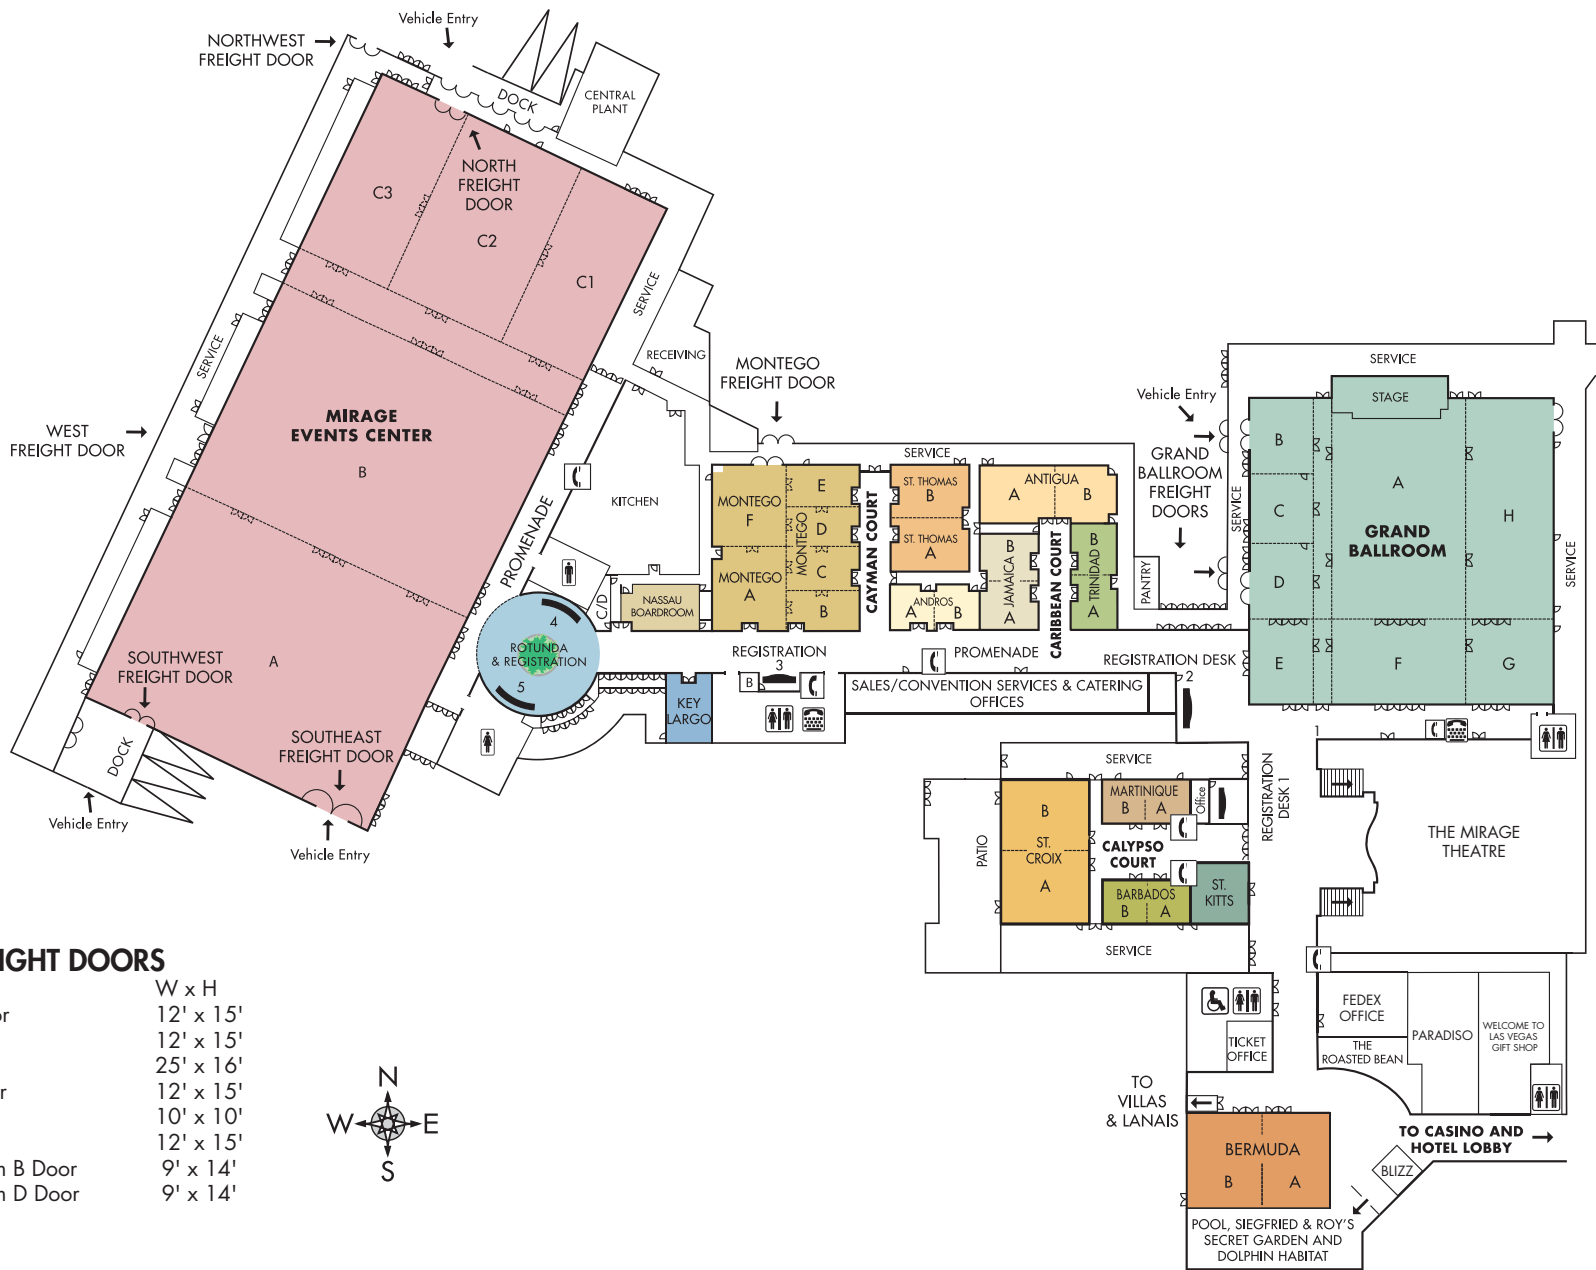 Vehicle Entry
NORTHWEST
FREIGHT DOOR
DOCK
CENTRAL
PLANT
NORTH
FREIGHT
DOOR
C3
C2
C1
SERVICE
SERVICE
RECEIVING
MIRAGE
EVENTS CENTER
B
WEST
FREIGHT DOOR
A
SOUTHWEST
FREIGHT DOOR
SOUTHEAST
FREIGHT DOOR
DOCK
Vehicle Entry
Vehicle Entry
PROMENADE
KITCHEN
C/D
NASSAU
BOARDROOM
4
ROTUNDA
& REGISTRATION
5
MONTEGO
FREIGHT DOOR
MONTEGO
F
MONTEGO
A
MONTEGO
E
D
C
B
CAYMAN COURT
SERVICE
ST. THOMAS
B
ST. THOMAS
A
ANDROS
A
B
ANTIGUA
A
B
JAMAICA
B
A
CARIBBEAN COURT
TRINIDAD
B
A
PANTRY
REGISTRATION
3
B
KEY
LARGO
PROMENADE
SALES/CONVENTION SERVICES & CATERING
OFFICES
REGISTRATION DESK
2
Vehicle Entry
GRAND
BALLROOM
FREIGHT
DOORS
SERVICE
SERVICE
SERVICE
STAGE
B
C
D
E
A
GRAND
BALLROOM
F
G
H
1
SERVICE
PATIO
B
ST.
CROIX
A
MARTINIQUE
B
A
Office
CALYPSO
COURT
BARBADOS
B
A
ST.
KITTS
SERVICE
REGISTRATION
DESK 1
THE MIRAGE
THEATRE
FEDEX
OFFICE
THE
ROASTED BEAN
PARADISO
WELCOME TO
LAS VEGAS
GIFT SHOP
TICKET
OFFICE
TO
VILLAS
& LANAIS
BERMUDA
B
A
TO CASINO AND
HOTEL LOBBY
BLIZZ
POOL, SIEGFRIED & ROY'S
SECRET GARDEN AND
DOLPHIN HABITAT
IGHT DOORS
W x H
or 12' x 15'
12' x 15'
25' x 16'
r 12' x 15'
10' x 10'
12' x 15'
n B Door 9' x 14'
n D Door 9' x 14'
N
W
E
S